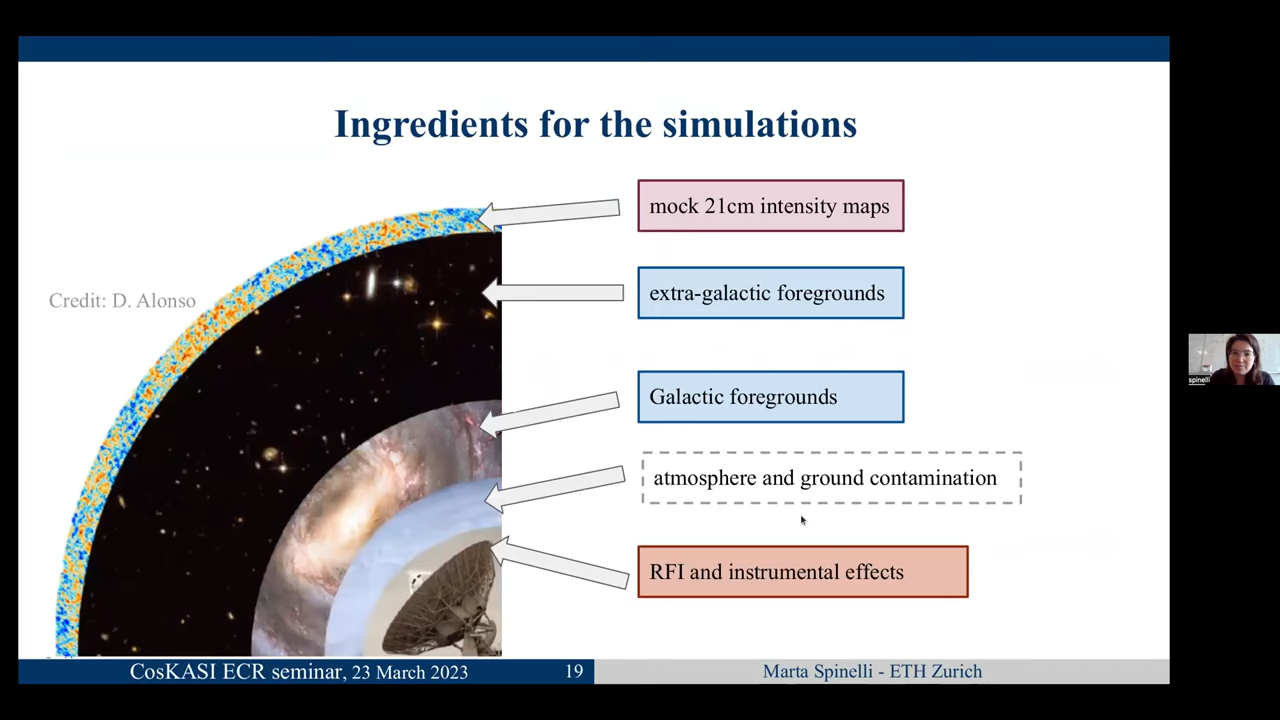 Ingredients for the simulations
mock 21cm intensity maps
extra-galactic foregrounds
Credit: D. Alonso
Galactic foregrounds
atmosphere and ground contamination
RFI and instrumental effects
CosKASI ECR seminar, 23 March 2023
19
Marta Spinelli - ETH Zurich
spinelli